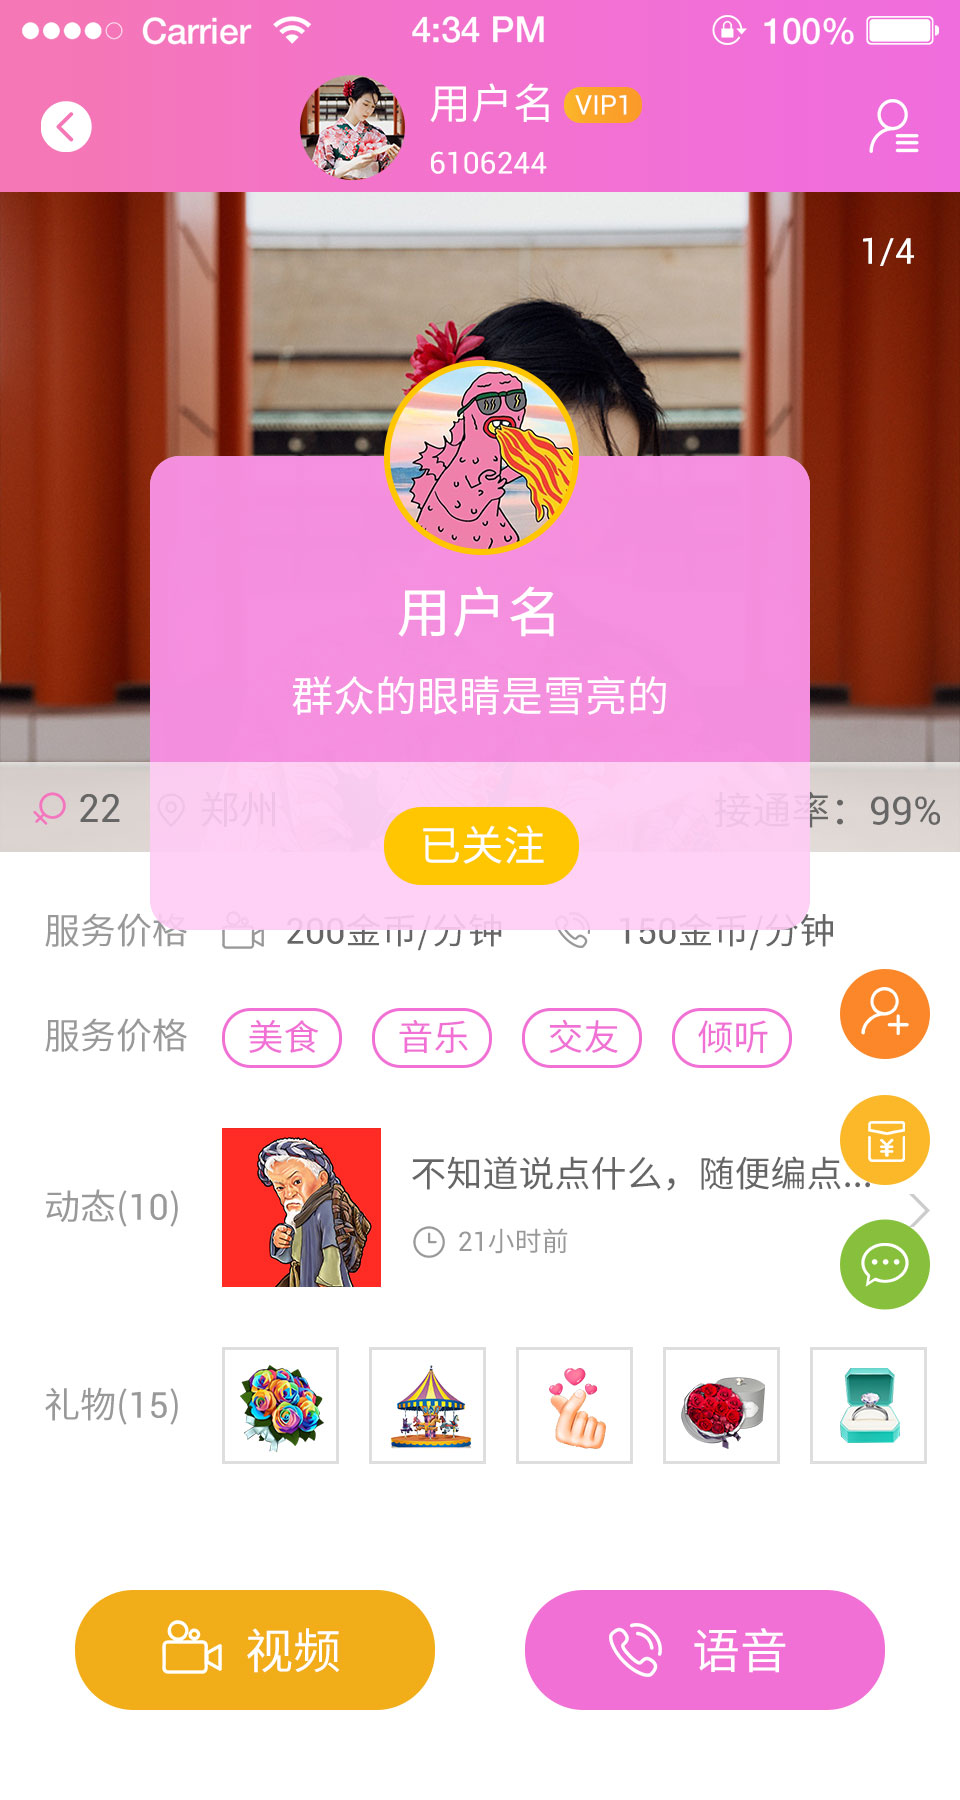 Carrier 4:34 PM 100%
用户名 VIP1
6106244
1/4
用户名
群众的眼睛是雪亮的
22 郑州 接通率：99%
已关注
服务价格 200金币/分钟 150金币/分钟
服务价格 美食 音乐 交友 倾听
不知道说点什么，随便编点...
动态(10)
21小时前
礼物(15)
视频 语音